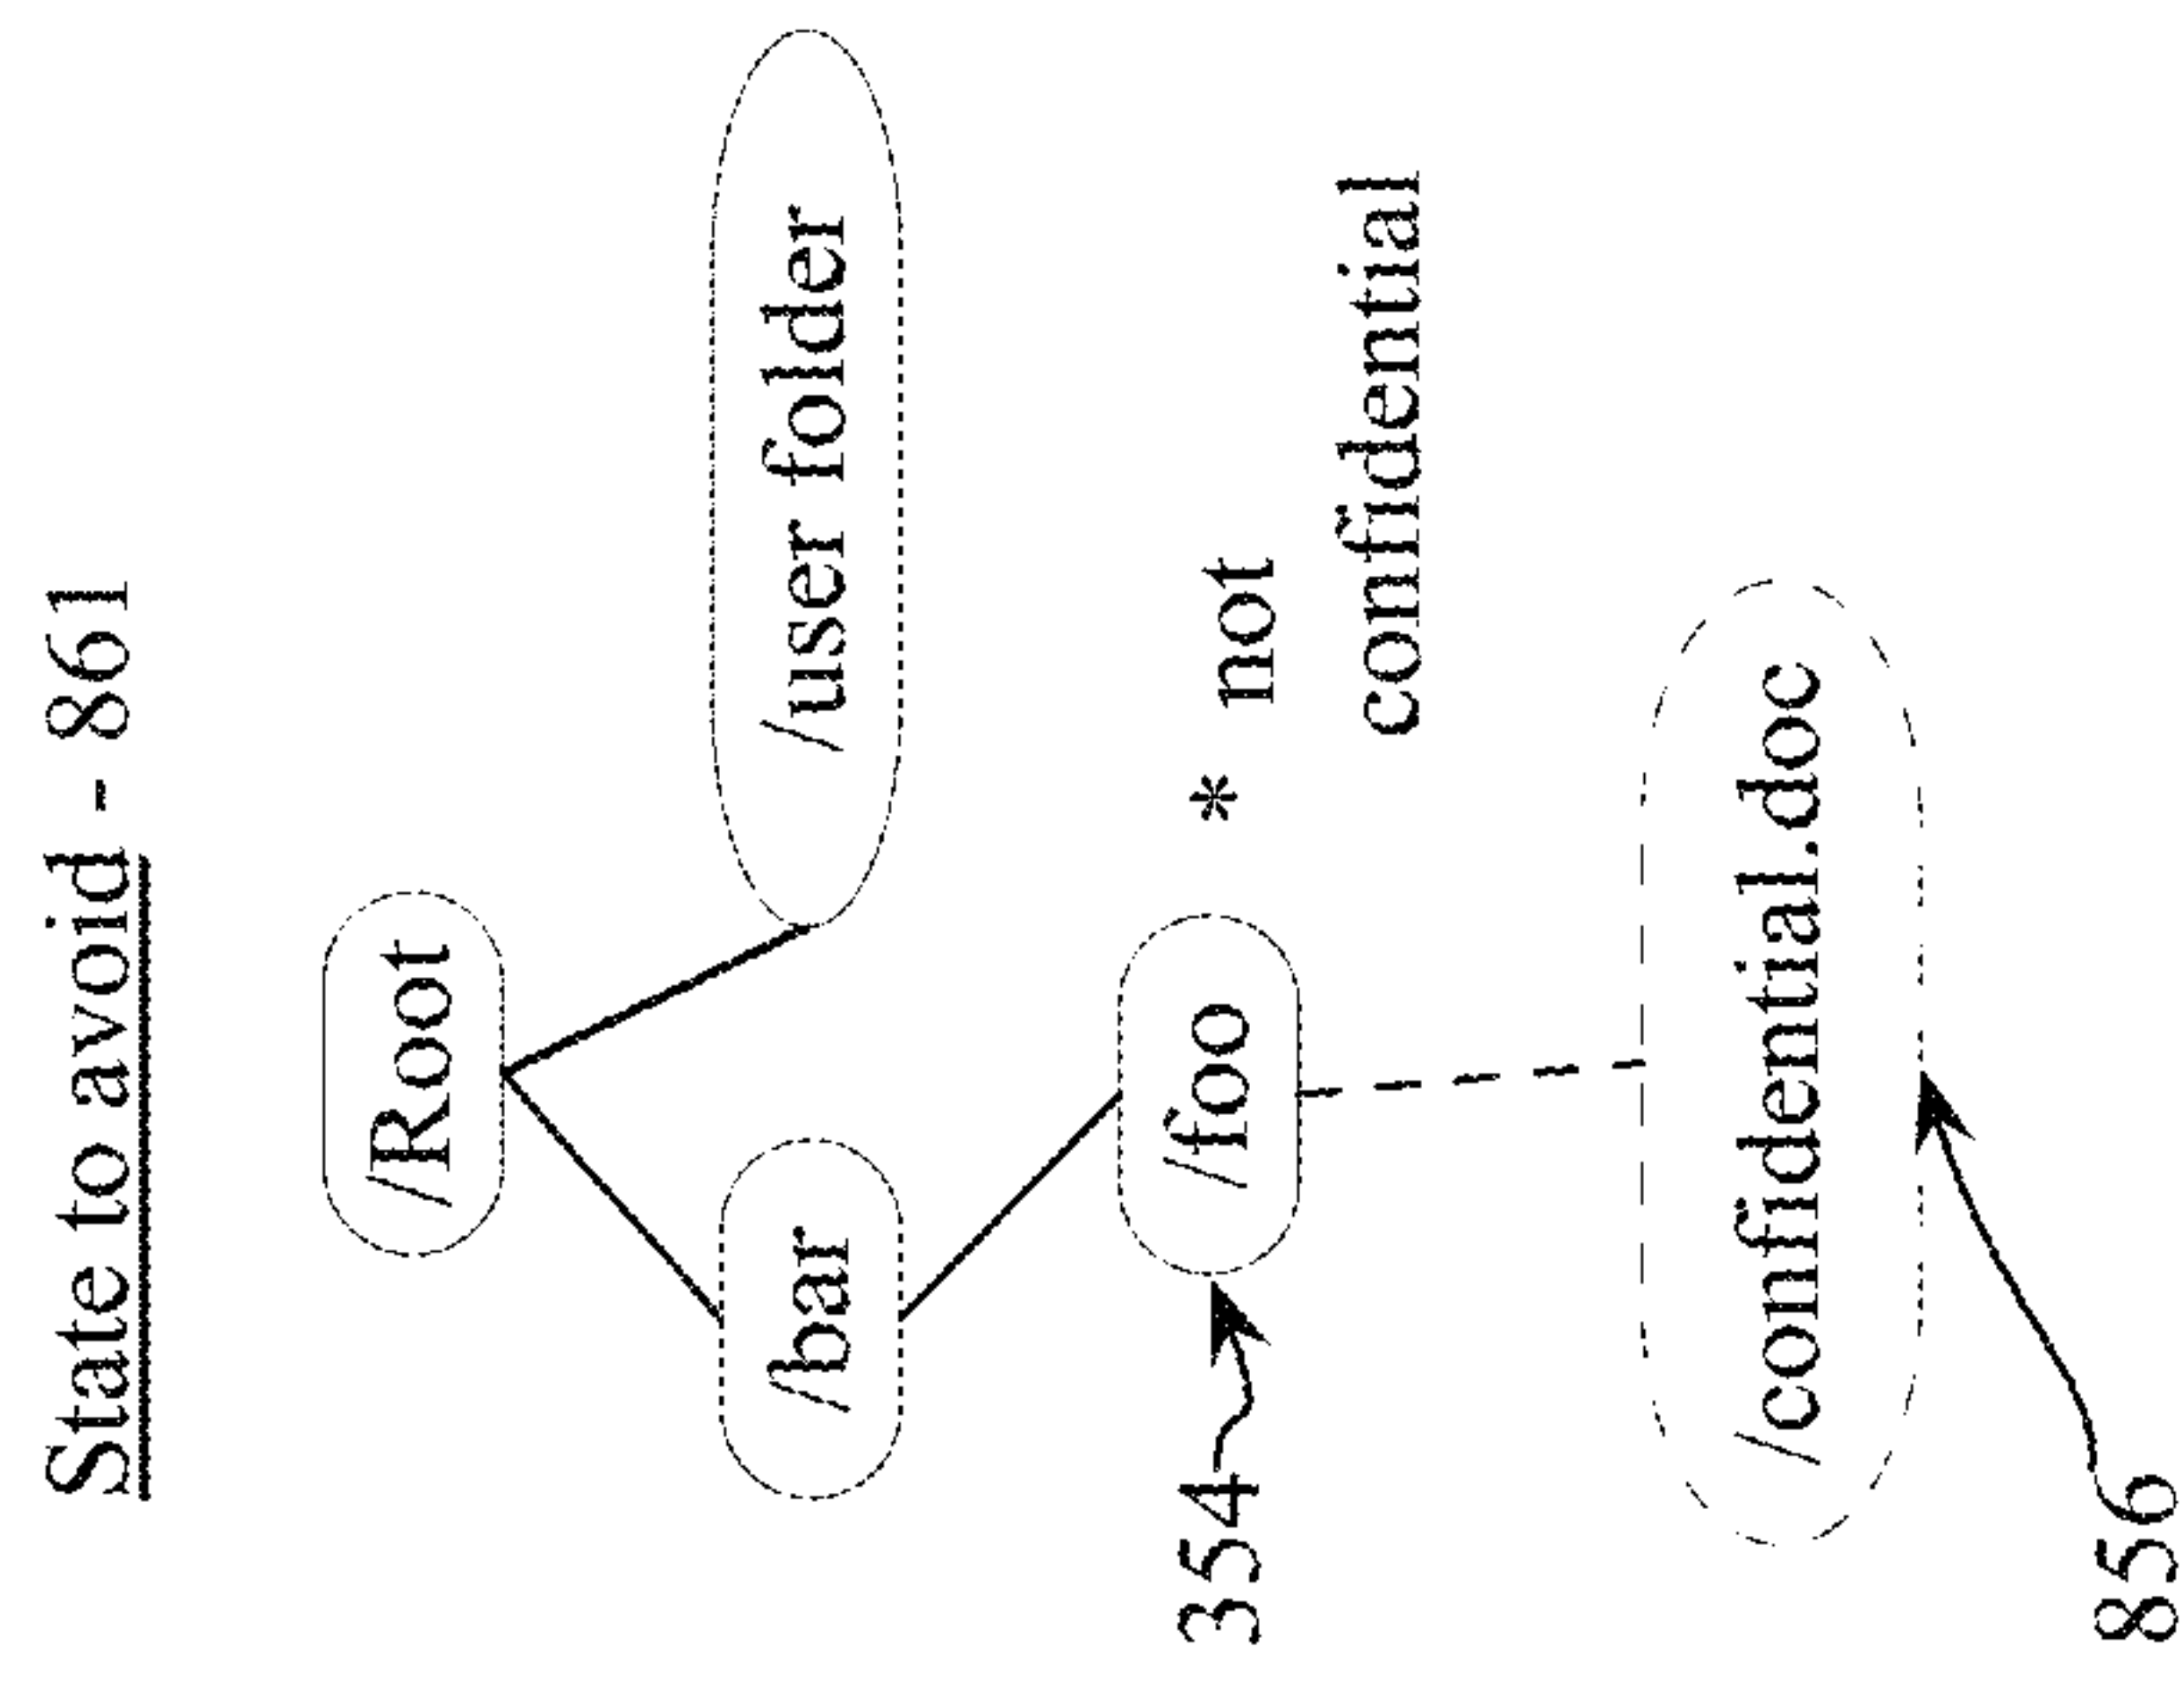 State to avoid - 861
/Root
/bar
/user folder
354
/foo
* not
confidential
/confidential.doc
856